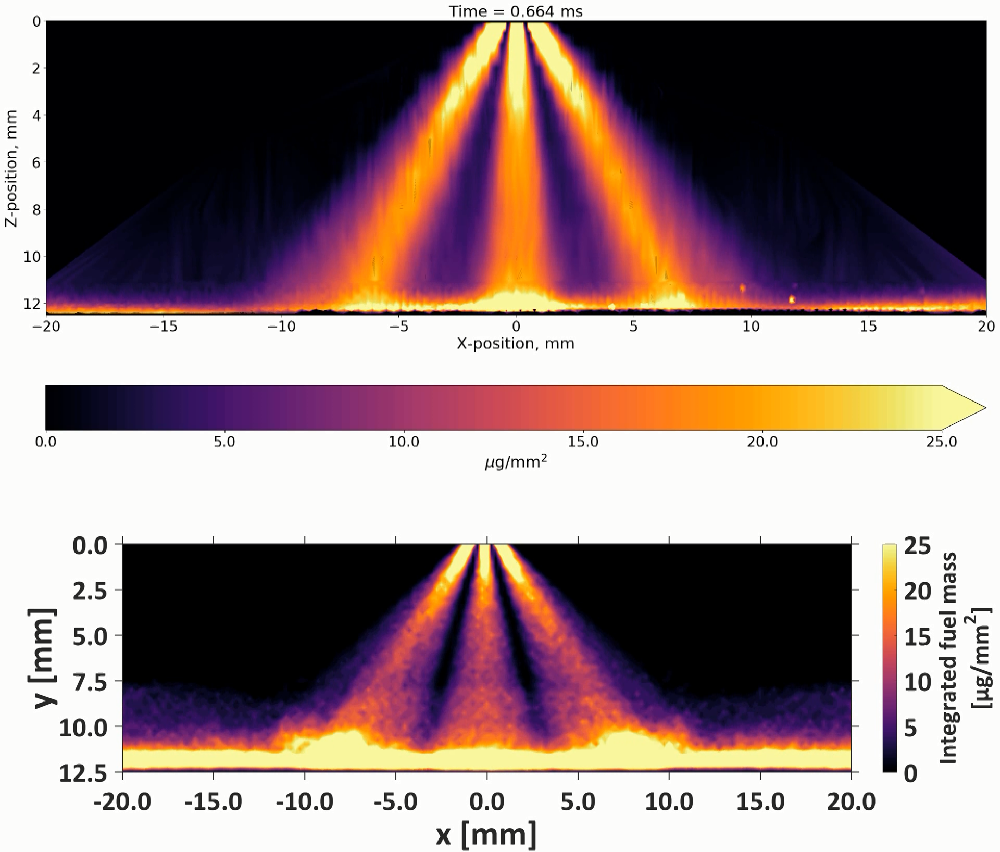 Time = 0.664 ms
0
2
4
6
8
10
12
Z-position, mm
−20 −15 −10 −5 0 5 10 15 20
X-position, mm
0.0 5.0 10.0 15.0 20.0 25.0
μg/mm²
0.0
2.5
5.0
7.5
10.0
12.5
y [mm]
-20.0 -15.0 -10.0 -5.0 0.0 5.0 10.0 15.0 20.0
x [mm]
25
20
15
10
5
0
Integrated fuel mass
[μg/mm²]